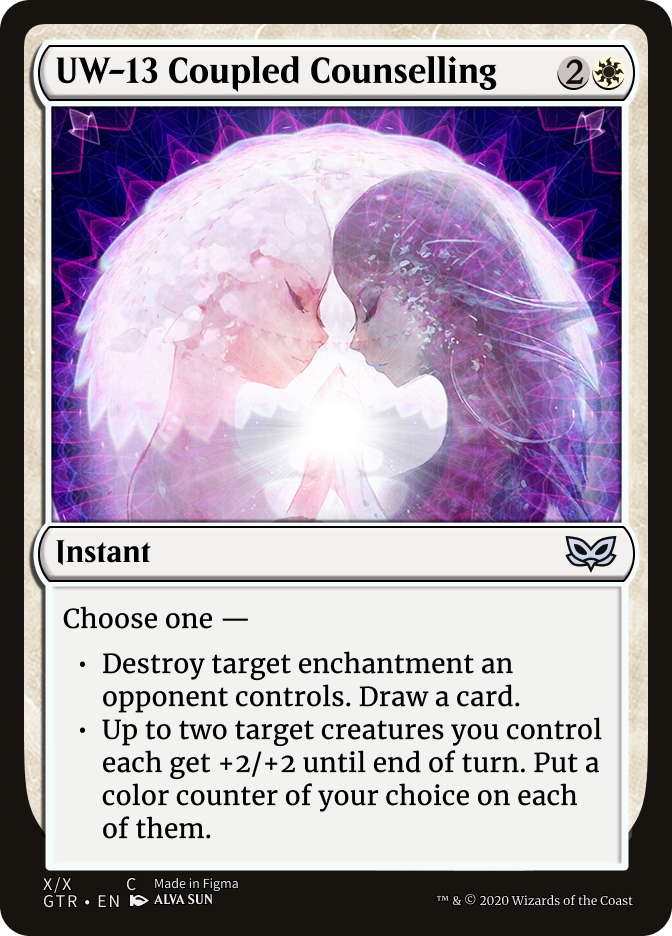 UW-13 Coupled Counselling 2
Instant
Choose one —
• Destroy target enchantment an
opponent controls. Draw a card.
• Up to two target creatures you control
each get +2/+2 until end of turn. Put a
color counter of your choice on each
of them.
X/X C Made in Figma
GTR • EN ALVA SUN ™ & © 2020 Wizards of the Coast